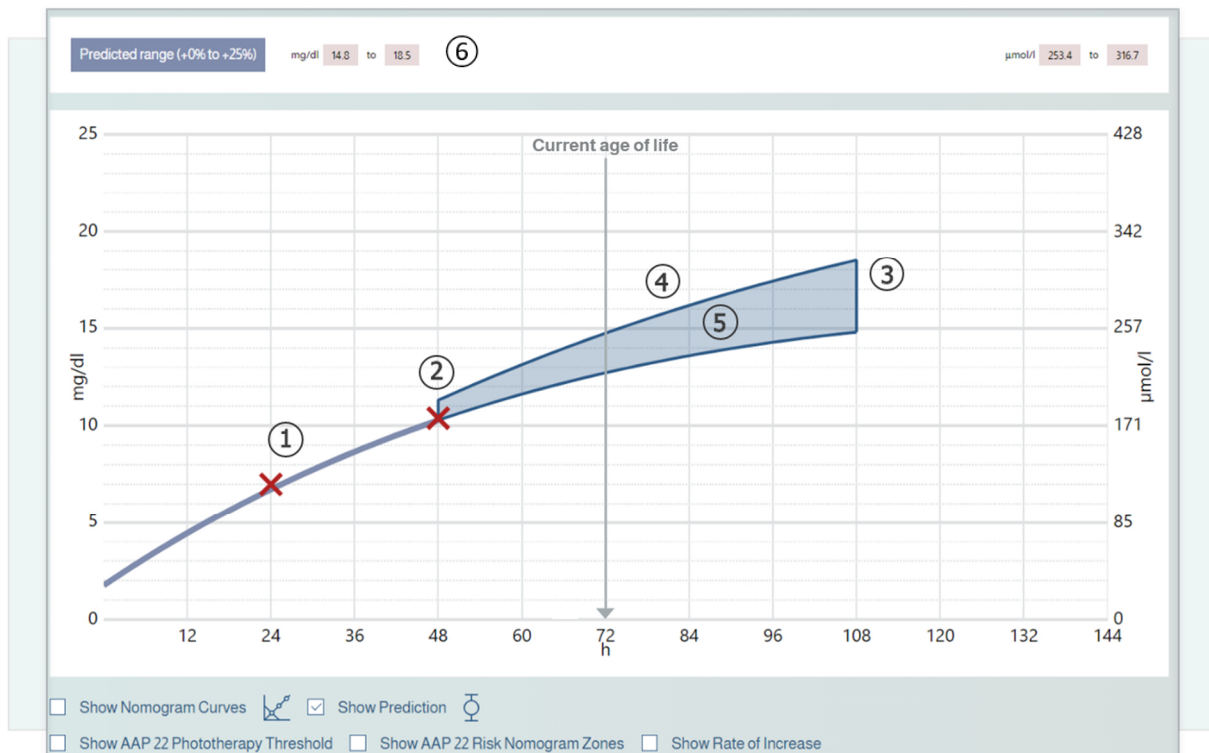 Predicted range (+0% to +25%) mg/dl 14.8 to 18.5 ⑥ µmol/l 253.4 to 316.7
Current age of life
25 428
20 342
④ ③
15 ⑤ 257
②
mg/dl µmol/l
10 171
①
5 85
0 0
12 24 36 48 60 72 84 96 108 120 132 144
h
Show Nomogram Curves Show Prediction
Show AAP 22 Phototherapy Threshold Show AAP 22 Risk Nomogram Zones Show Rate of Increase